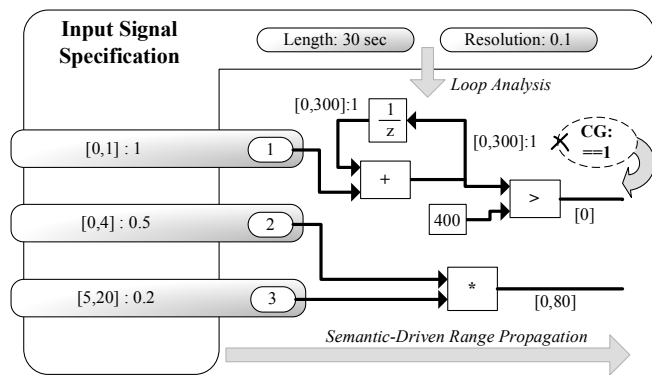 Input Signal
Specification
Length: 30 sec
Resolution: 0.1
Loop Analysis
[0,300]:1
1
z
[0,300]:1
CG:
==1
[0,1] : 1
1
+
400
>
[0]
[0,4] : 0.5
2
[5,20] : 0.2
3
*
[0,80]
Semantic-Driven Range Propagation